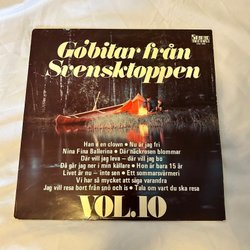 Go'bitar från
Svensktoppen
Han é en clown • Nu är jag fri
Nina Fina Ballerina • Där näckrosen blommar
Där vill jag leva – där vill jag bo
Då går jag ner i min källare • Hon är bara 15 år
Livet är nu – inte sen • Ett sommarsvärmeri
Vi har så mycket att säga varandra
Jag vill resa bort från snö och is • Tala om vart du ska resa
VOL.10